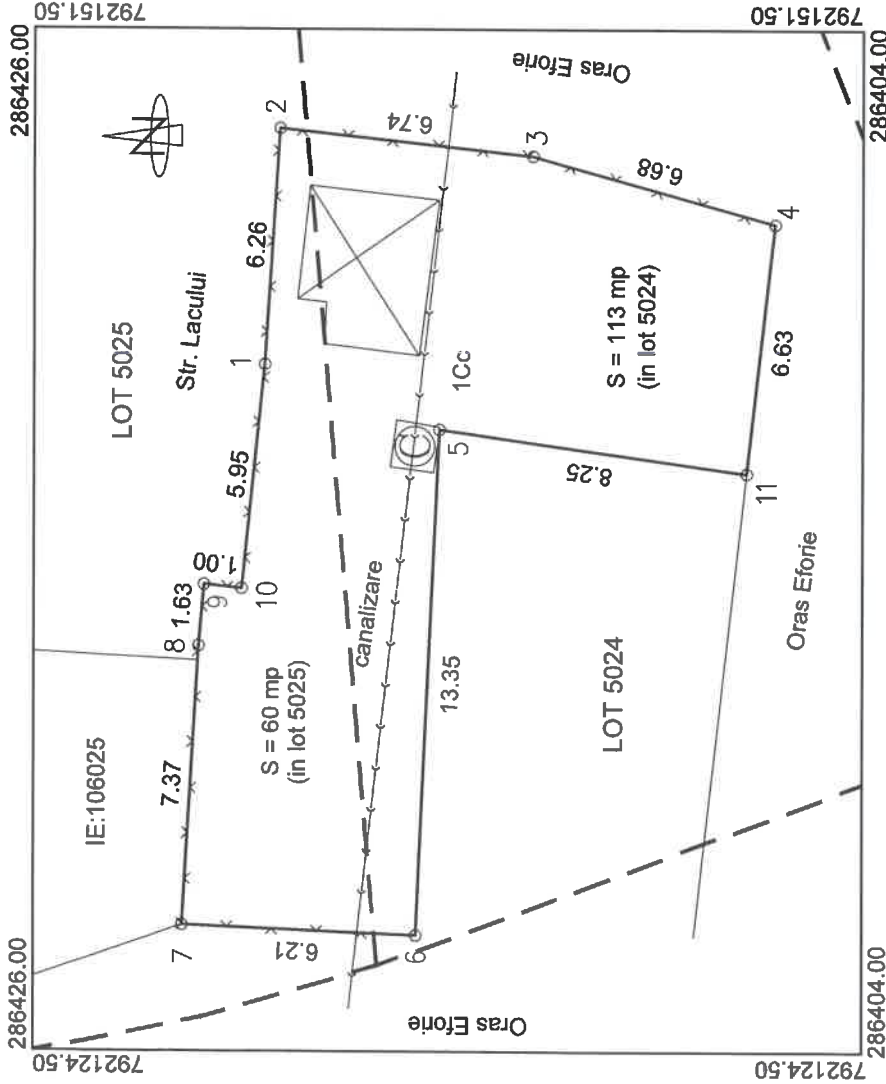 286426.00
286426.00
792124.50
792151.50
IE:106025
LOT 5025
Str. Lacului
N
7
7.37
8
1.63
9
1.00
10
5.95
1
6.26
2
S = 60 mp
(in lot 5025)
6.21
canalizare
C
1Cc
6.74
Oras Eforie
3
6
13.35
5
8.25
6.68
S = 113 mp
(in lot 5024)
LOT 5024
11
6.63
4
Oras Eforie
Oras Eforie
792124.50
792151.50
286404.00
286404.00